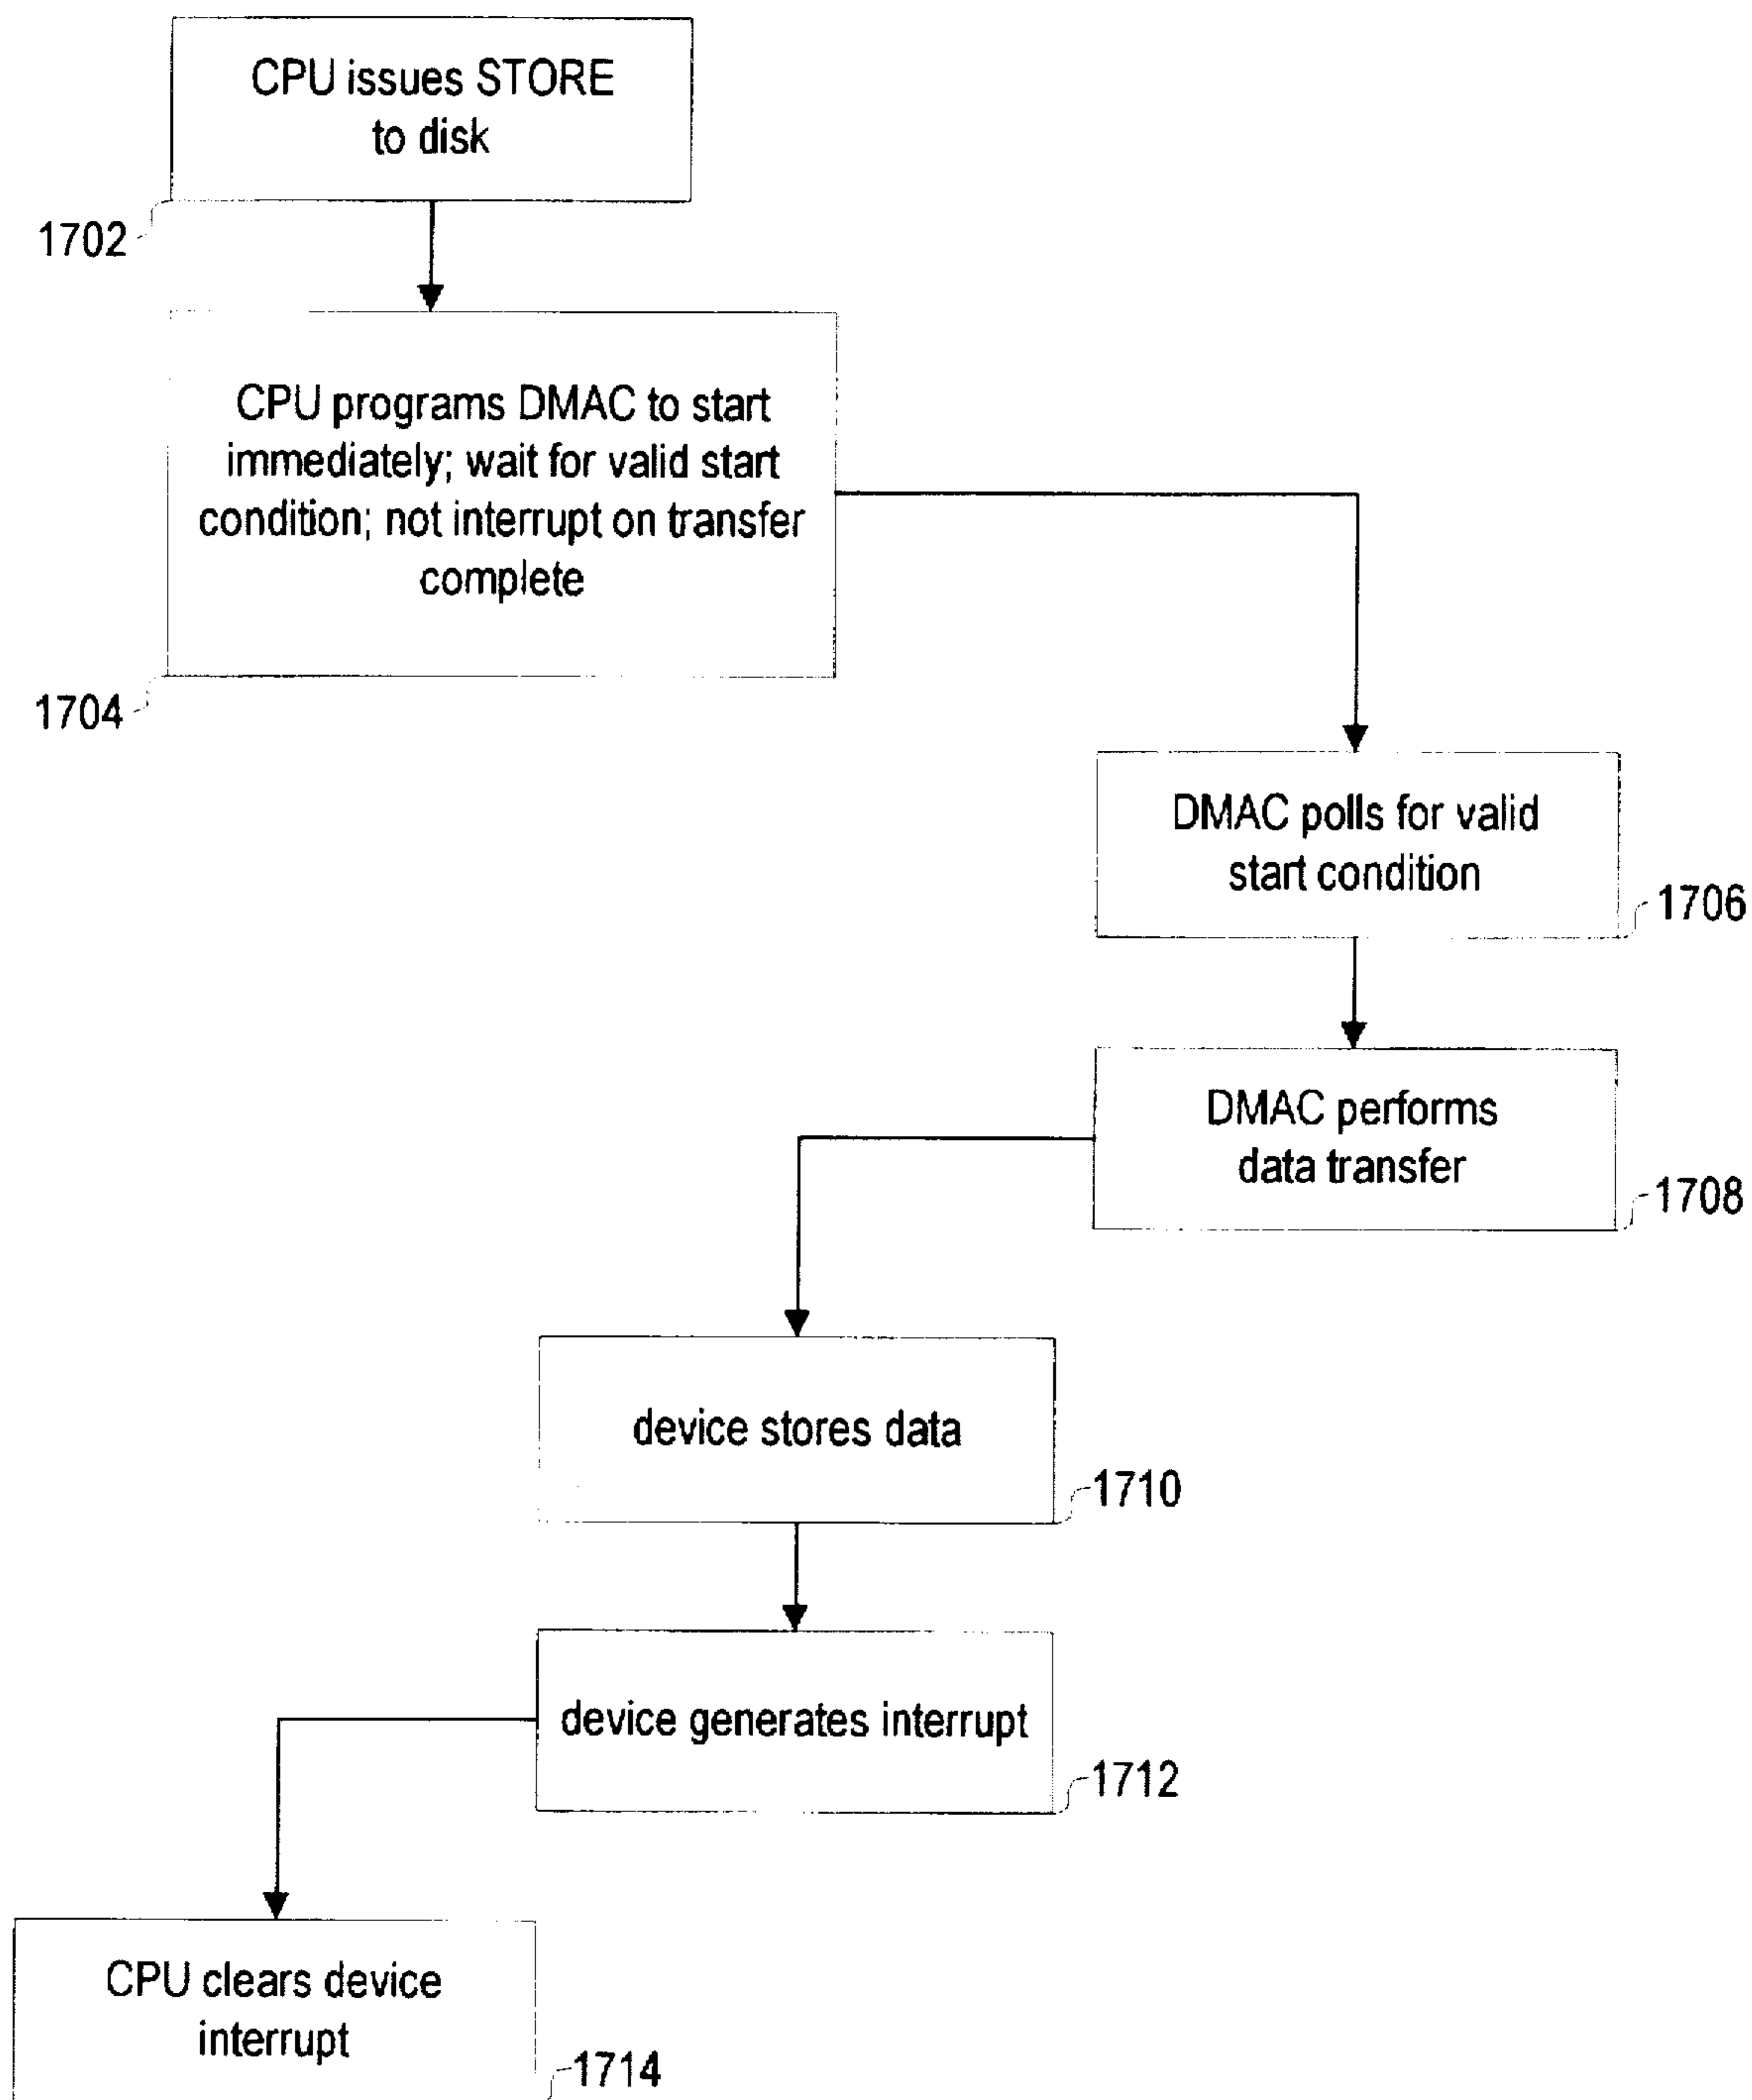 CPU issues STORE
to disk
1702
CPU programs DMAC to start
immediately; wait for valid start
condition; not interrupt on transfer
complete
1704
DMAC polls for valid
start condition
1706
DMAC performs
data transfer
1708
device stores data
1710
device generates interrupt
1712
CPU clears device
interrupt
1714